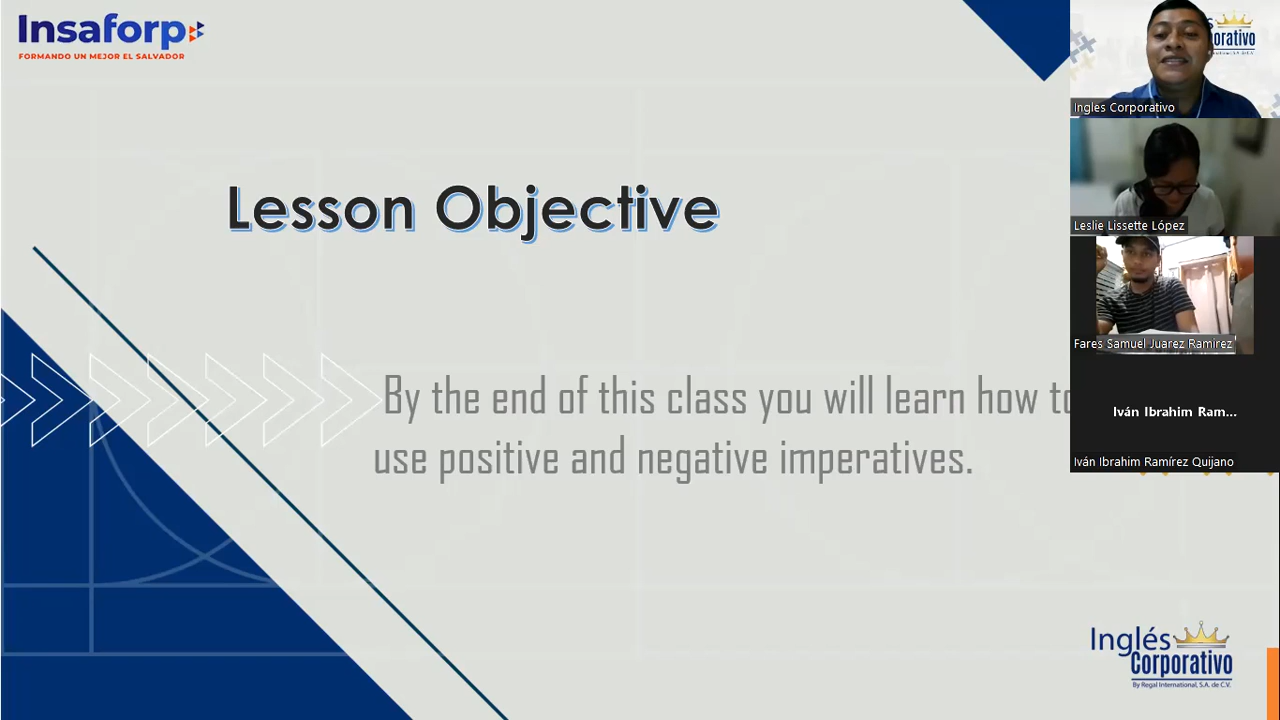 Insaforp
FORMANDO UN MEJOR EL SALVADOR
Lesson Objective
By the end of this class you will learn how to
use positive and negative imperatives.
Ingles Corporativo
Leslie Lissette López
Fares Samuel Juarez Ramirez
Iván Ibrahim Ram...
Iván Ibrahim Ramírez Quijano
Inglés
Corporativo
By Regal International, S.A. de C.V.